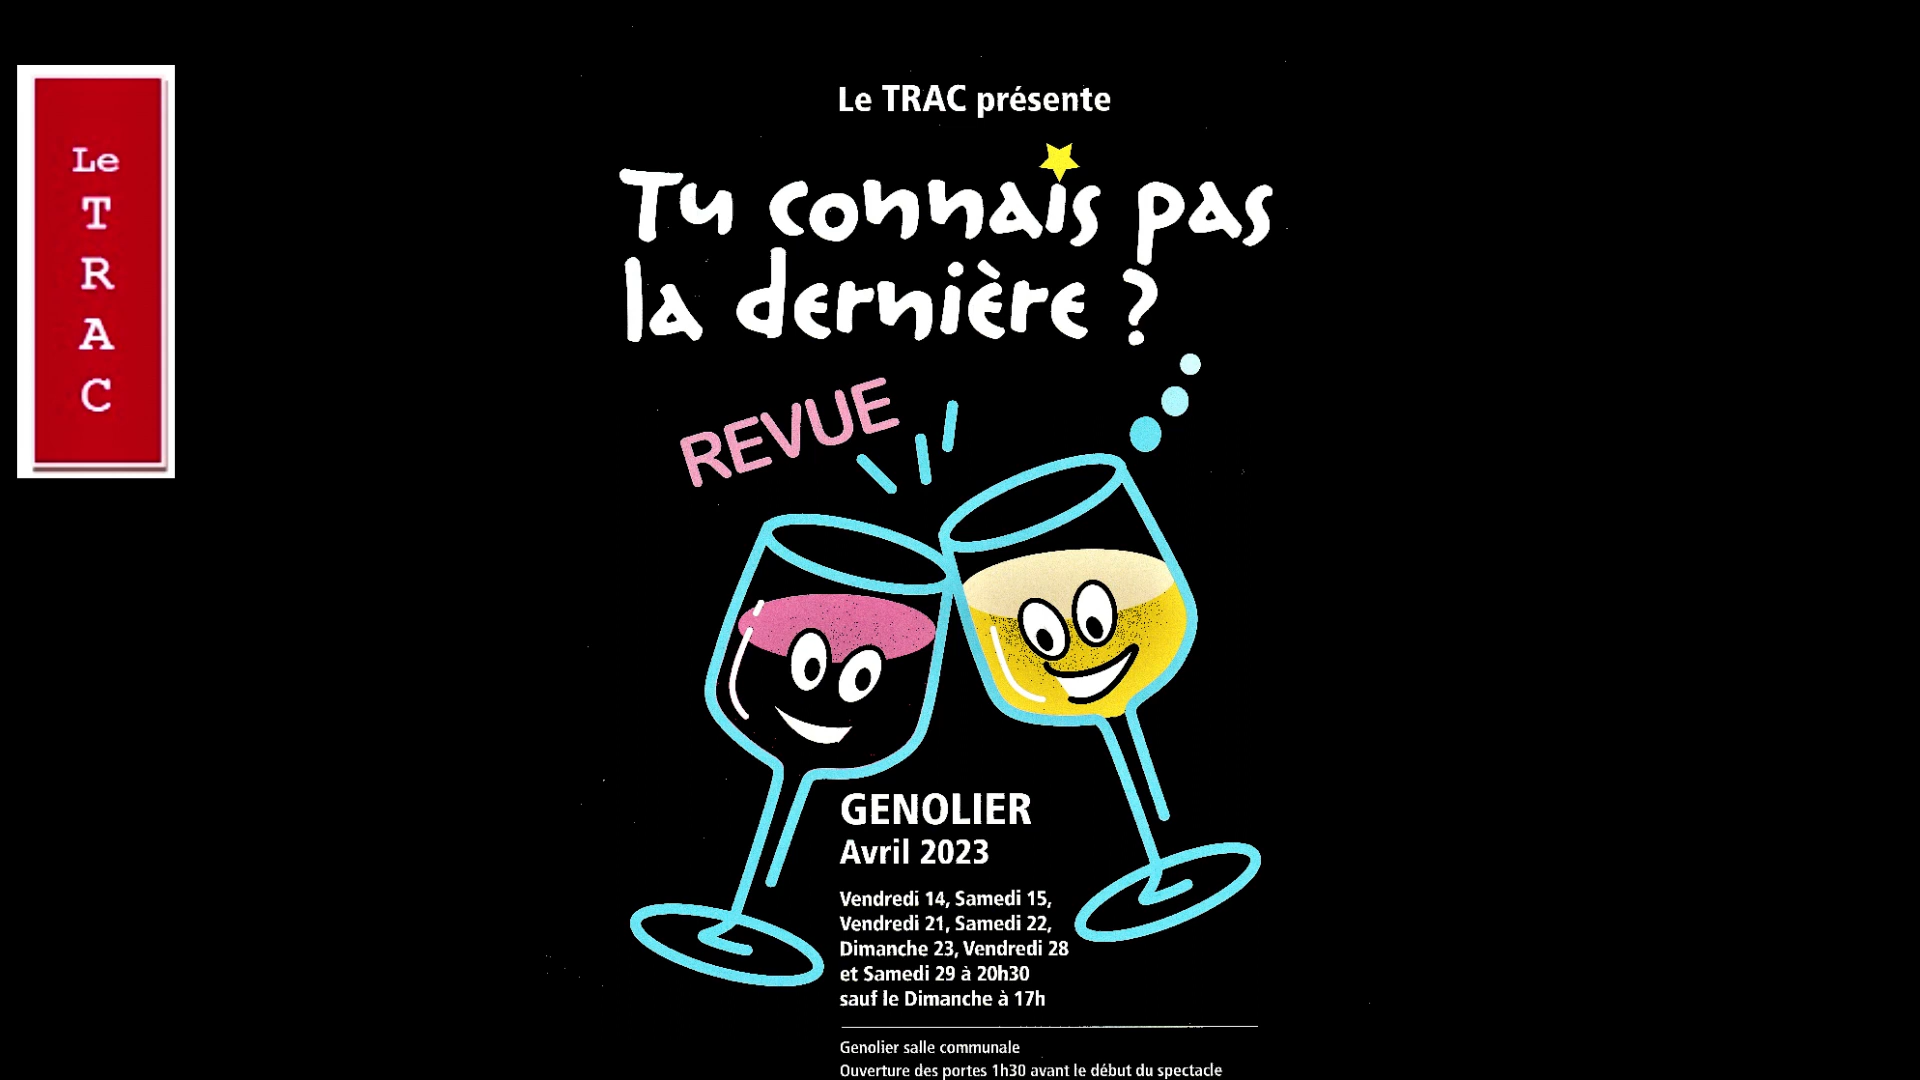 Le
T
R
A
C
Le TRAC présente
Tu connais pas
la dernière ?
REVUE
GENOLIER
Avril 2023
Vendredi 14, Samedi 15,
Vendredi 21, Samedi 22,
Dimanche 23, Vendredi 28
et Samedi 29 à 20h30
sauf le Dimanche à 17h
Genolier salle communale
Ouverture des portes 1h30 avant le début du spectacle